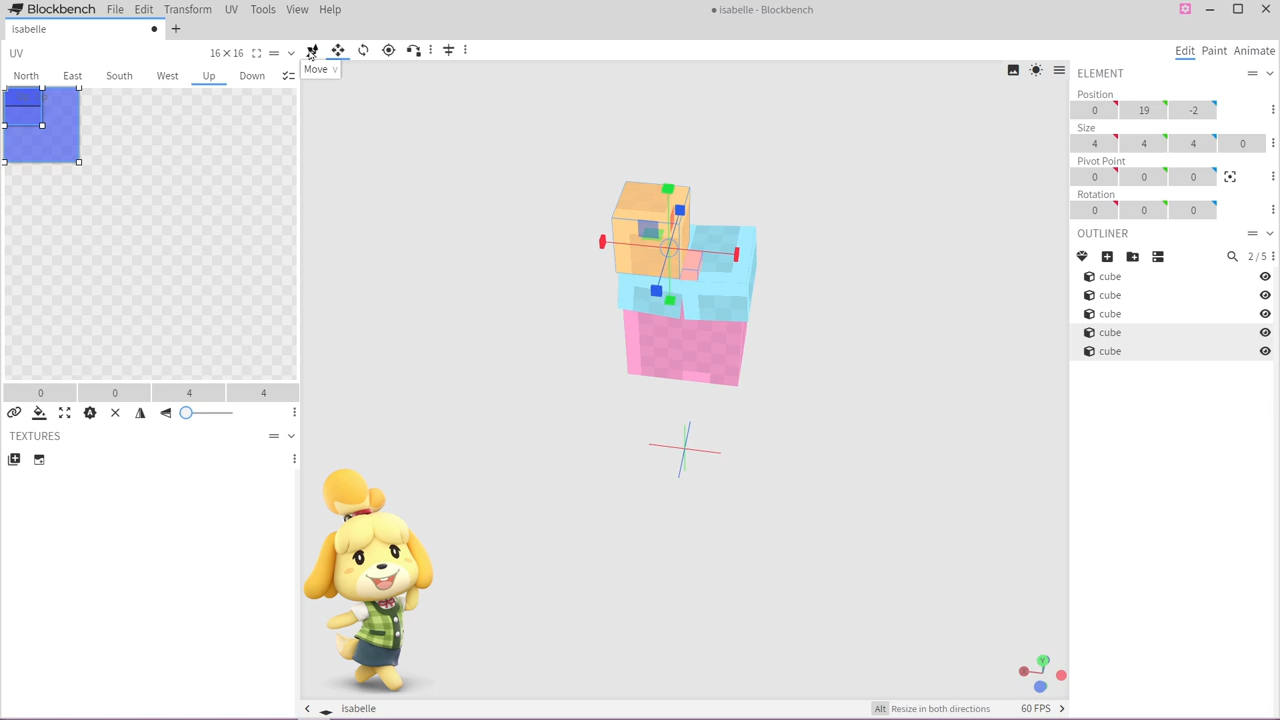 Blockbench File Edit Transform UV Tools View Help
isabelle - Blockbench
isabelle
UV 16 × 16
Move V
Edit Paint Animate
North East South West Up Down
ELEMENT
Position
0 19 -2
Size
4 4 4 0
Pivot Point
0 0 0
Rotation
0 0 0
OUTLINER
2 / 5
cube
cube
cube
cube
cube
0 0 4 4
TEXTURES
Y
X
isabelle
Alt Resize in both directions
60 FPS